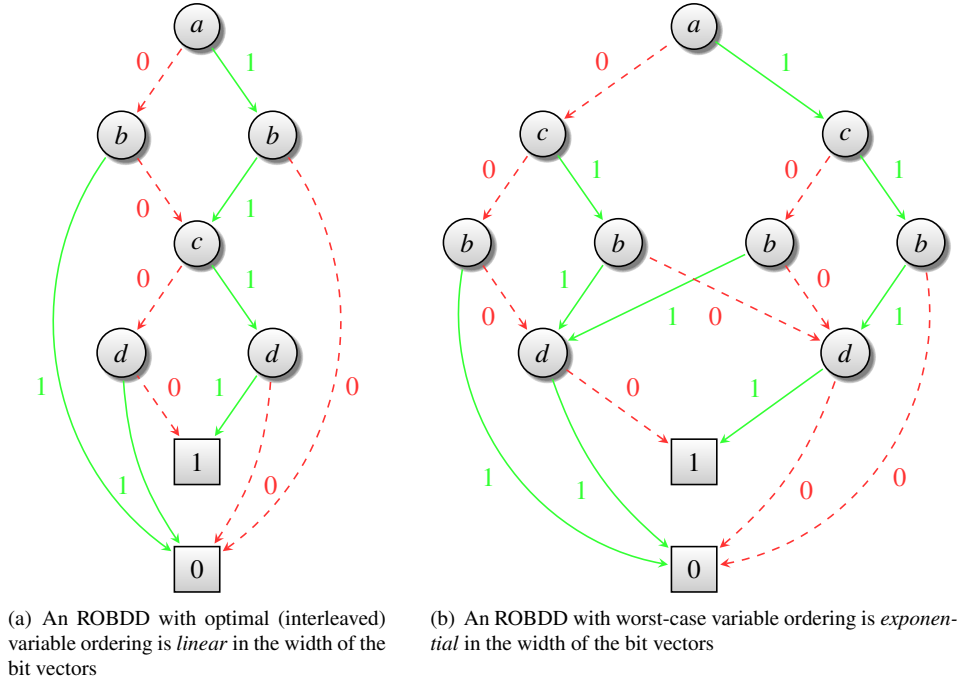 a
a
0
1
0
1
b
b
c
c
0
1
0
1
0
1
b
b
b
b
c
0
1
0
1
0
1
1
0
d
d
d
d
1
0
0
1
0
1
1
1
1
0
1
1
0
0
0
0
(a) An ROBDD with optimal (interleaved)
variable ordering is linear in the width of the
bit vectors
(b) An ROBDD with worst-case variable ordering is exponen-
tial in the width of the bit vectors